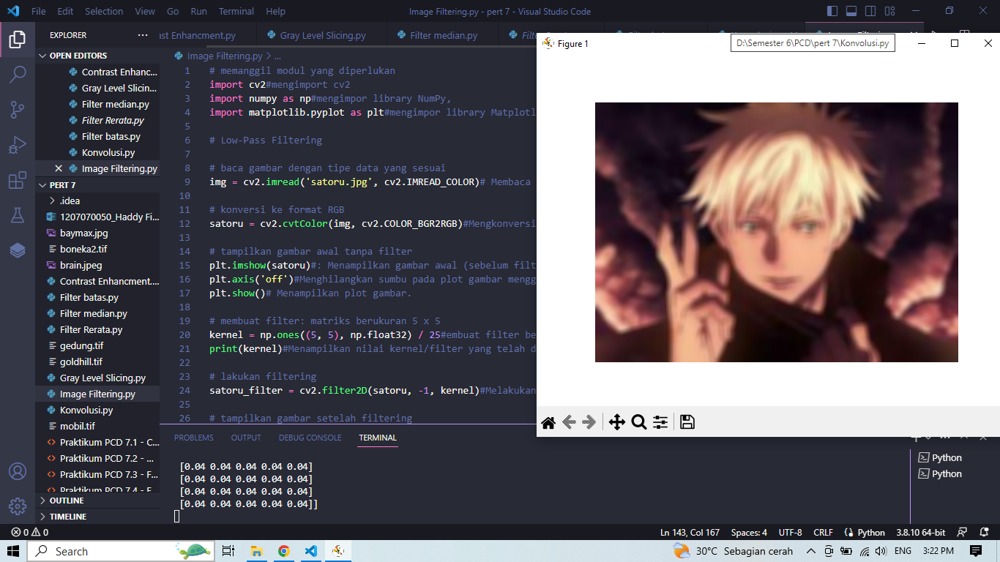 File Edit Selection View Go Run Terminal Help
Image Filtering.py - pert 7 - Visual Studio Code
EXPLORER
ast Enhancment.py
Gray Level Slicing.py
Filter median.py
Figure 1
D:\Semester 6\PCD\pert 7\Konvolusi.py
OPEN EDITORS
Contrast Enhanc...
Gray Level Slicin...
Filter median.py
Filter Rerata.py
Filter batas.py
Konvolusi.py
Image Filtering.py
PERT 7
.idea
1207070050_Haddy Fi...
baymax.jpg
boneka2.tif
brain.jpeg
Contrast Enhancment....
Filter batas.py
Filter median.py
Filter Rerata.py
gedung.tif
goldhill.tif
Gray Level Slicing.py
Image Filtering.py
Konvolusi.py
mobil.tif
Praktikum PCD 7.1 - C...
Praktikum PCD 7.2 - ...
Praktikum PCD 7.3 - F...
Praktikum PCD 7.4 - F...
OUTLINE
TIMELINE
Image Filtering.py > ...
1 # memanggil modul yang diperlukan
2 import cv2#mengimport cv2
3 import numpy as np#mengimpor library NumPy,
4 import matplotlib.pyplot as plt#mengimpor library Matplotl
5
6 # Low-Pass Filtering
7
8 # baca gambar dengan tipe data yang sesuai
9 img = cv2.imread('satoru.jpg', cv2.IMREAD_COLOR)# Membaca
10
11 # konversi ke format RGB
12 satoru = cv2.cvtColor(img, cv2.COLOR_BGR2RGB)#Mengkonversi
13
14 # tampilkan gambar awal tanpa filter
15 plt.imshow(satoru)#: Menampilkan gambar awal (sebelum filt
16 plt.axis('off')#Menghilangkan sumbu pada plot gambar mengg
17 plt.show()# Menampilkan plot gambar.
18
19 # membuat filter: matriks berukuran 5 x 5
20 kernel = np.ones((5, 5), np.float32) / 25#embuat filter be
21 print(kernel)#Menampilkan nilai kernel/filter yang telah d
22
23 # lakukan filtering
24 satoru_filter = cv2.filter2D(satoru, -1, kernel)#Melakukan
25
26 # tampilkan gambar setelah filtering
PROBLEMS OUTPUT DEBUG CONSOLE TERMINAL
[0.04 0.04 0.04 0.04 0.04]
[0.04 0.04 0.04 0.04 0.04]
[0.04 0.04 0.04 0.04 0.04]
[0.04 0.04 0.04 0.04 0.04]]
Python
Python
0 0
Ln 143, Col 167 Spaces: 4 UTF-8 CRLF Python 3.8.10 64-bit
Search
30°C Sebagian cerah
ENG
3:22 PM